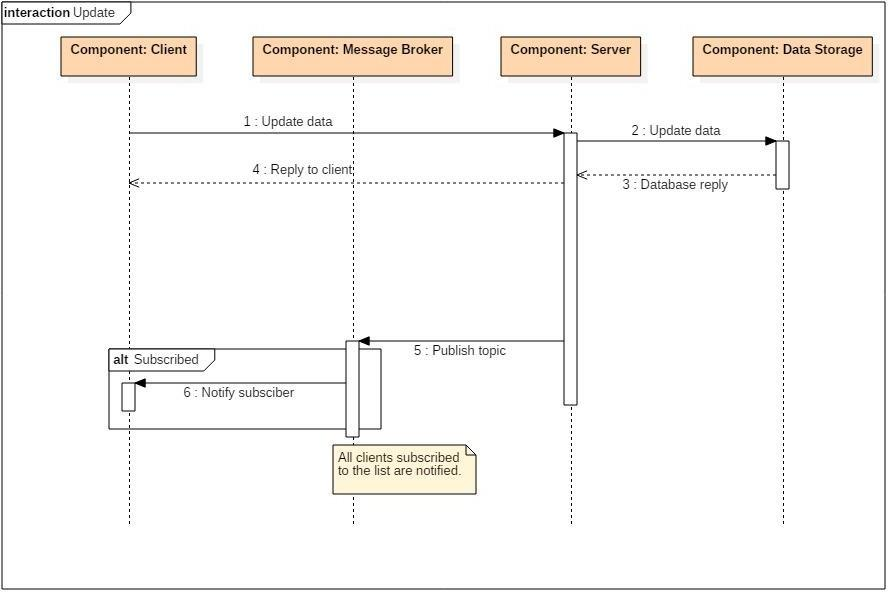 interaction Update
Component: Client
Component: Message Broker
Component: Server
Component: Data Storage
1 : Update data
2 : Update data
4 : Reply to client
3 : Database reply
5 : Publish topic
alt Subscribed
6 : Notify subsciber
All clients subscribed
to the list are notified.